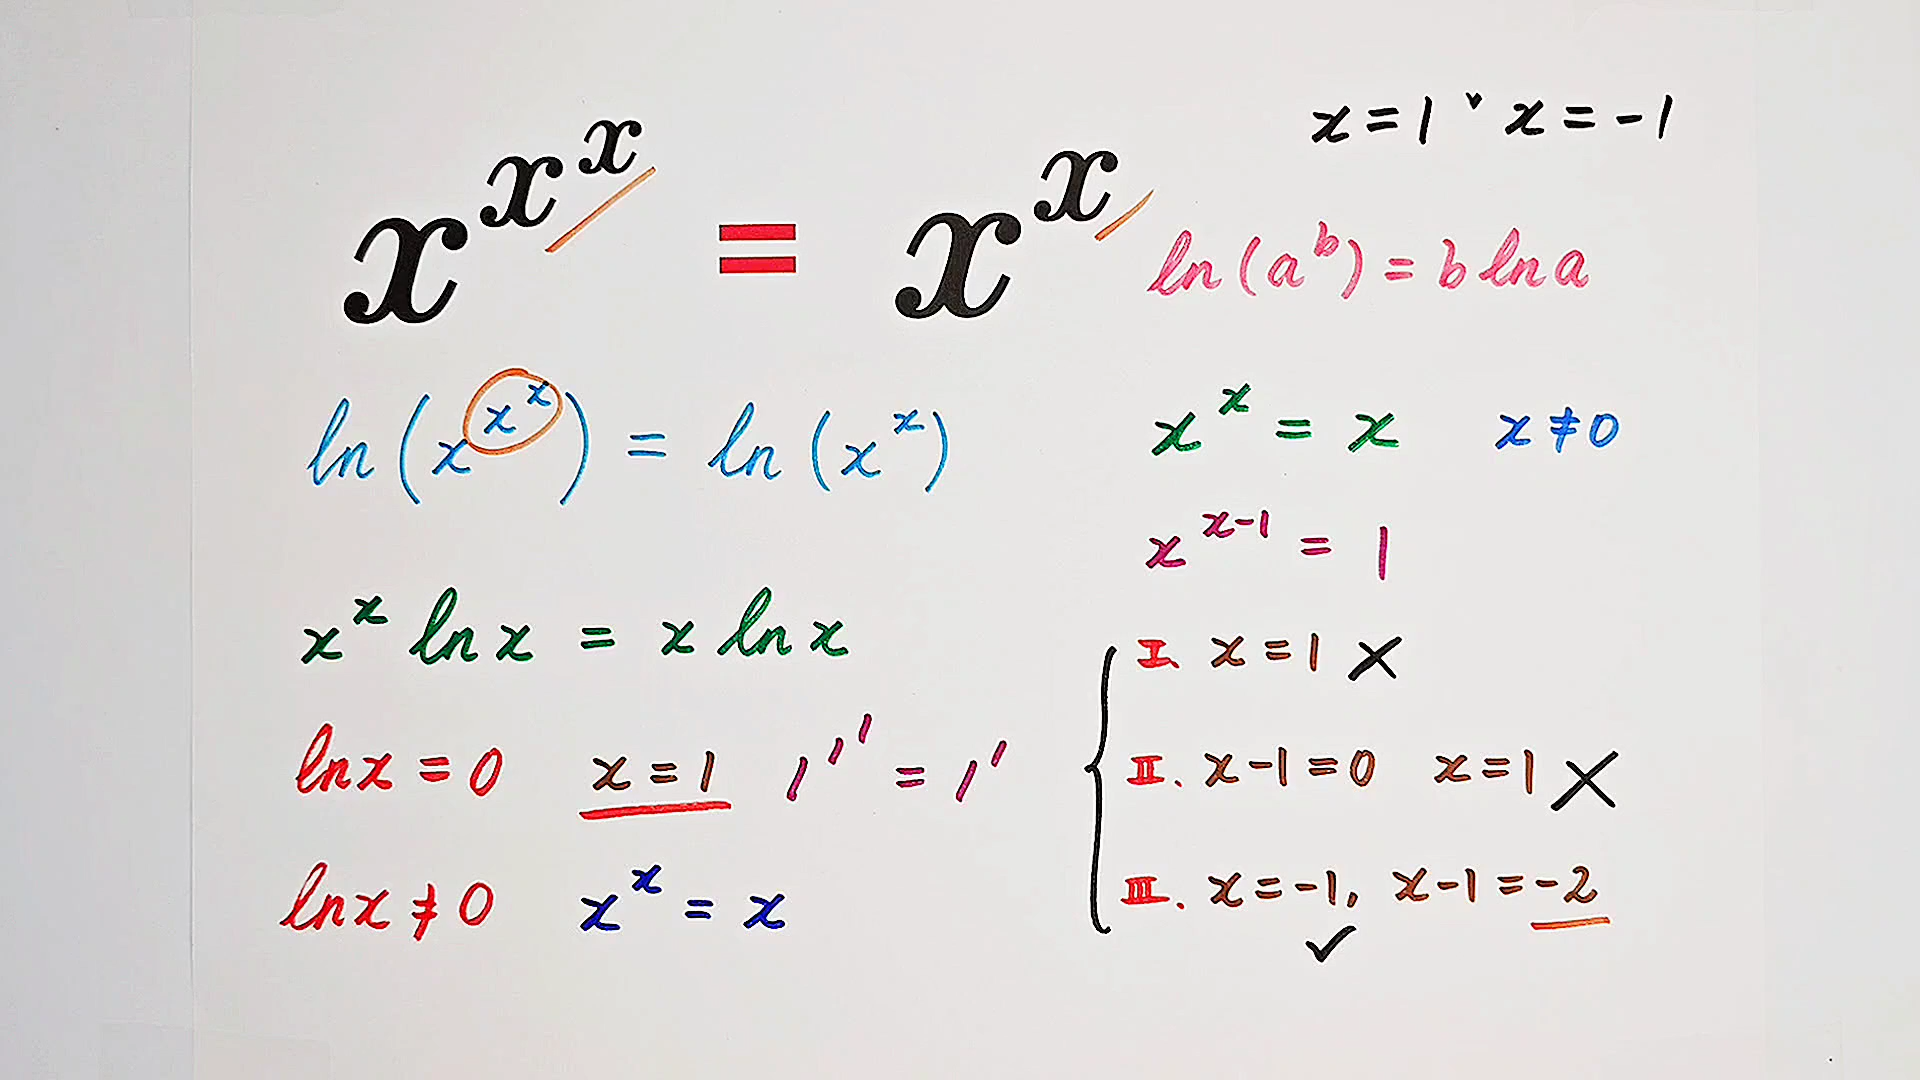 x^{x^x} = x^x
x = 1 ˅ x = -1
ln(a^b) = b ln a
ln(x^{x^x}) = ln(x^x)
x^x ln x = x ln x
ln x = 0 x = 1 1^{1^1} = 1^1
ln x ≠ 0 x^x = x
x^x = x x ≠ 0
x^{x-1} = 1
I. x = 1 ×
II. x-1 = 0 x = 1 ×
III. x = -1, x-1 = -2
✓